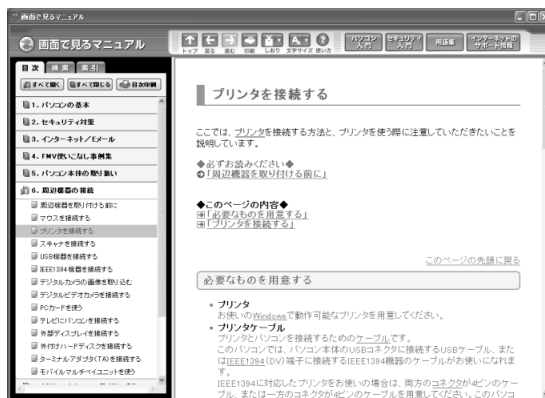 画面で見るマニュアル
画面で見るマニュアル
トップ 戻る 進む 印刷 しおり 文字サイズ 使い方
パソコン入門
セキュリティ入門
用語集
インターネットのサポート情報
目次 検索 索引
すべて開く すべて閉じる 目次印刷
1. パソコンの基本
2. セキュリティ対策
3. インターネット／Eメール
4. FMV使いこなし事例集
5. パソコン本体の取り扱い
6. 周辺機器の接続
周辺機器を取り付ける前に
マウスを接続する
プリンタを接続する
スキャナを接続する
USB機器を接続する
IEEE1394機器を接続する
デジタルカメラの画像を取り込む
デジタルビデオカメラを接続する
PCカードを使う
テレビにパソコンを接続する
外部ディスプレイを接続する
外付けハードディスクを接続する
ターミナルアダプタ(TA)を接続する
モバイルマルチベイユニットを使う
プリンタを接続する
ここでは、プリンタを接続する方法と、プリンタを使う際に注意していただきたいことを
説明しています。
◆必ずお読みください◆
「周辺機器を取り付ける前に」
◆このページの内容◆
「必要なものを用意する」
「プリンタを接続する」
このページの先頭に戻る
必要なものを用意する
プリンタ
お使いのWindowsで動作可能なプリンタを用意してください。
プリンタケーブル
プリンタとパソコンを接続するためのケーブルです。
このパソコンでは、パソコン本体のUSBコネクタに接続するUSBケーブル、また
はIEEE1394(DV)端子に接続するIEEE1394機器のケーブルがお使いになれま
す。
IEEE1394に対応したプリンタをお使いの場合は、両方のコネクタが4ピンのケー
ブル、または一方のコネクタが4ピンのケーブルを用意してください。このパソコ